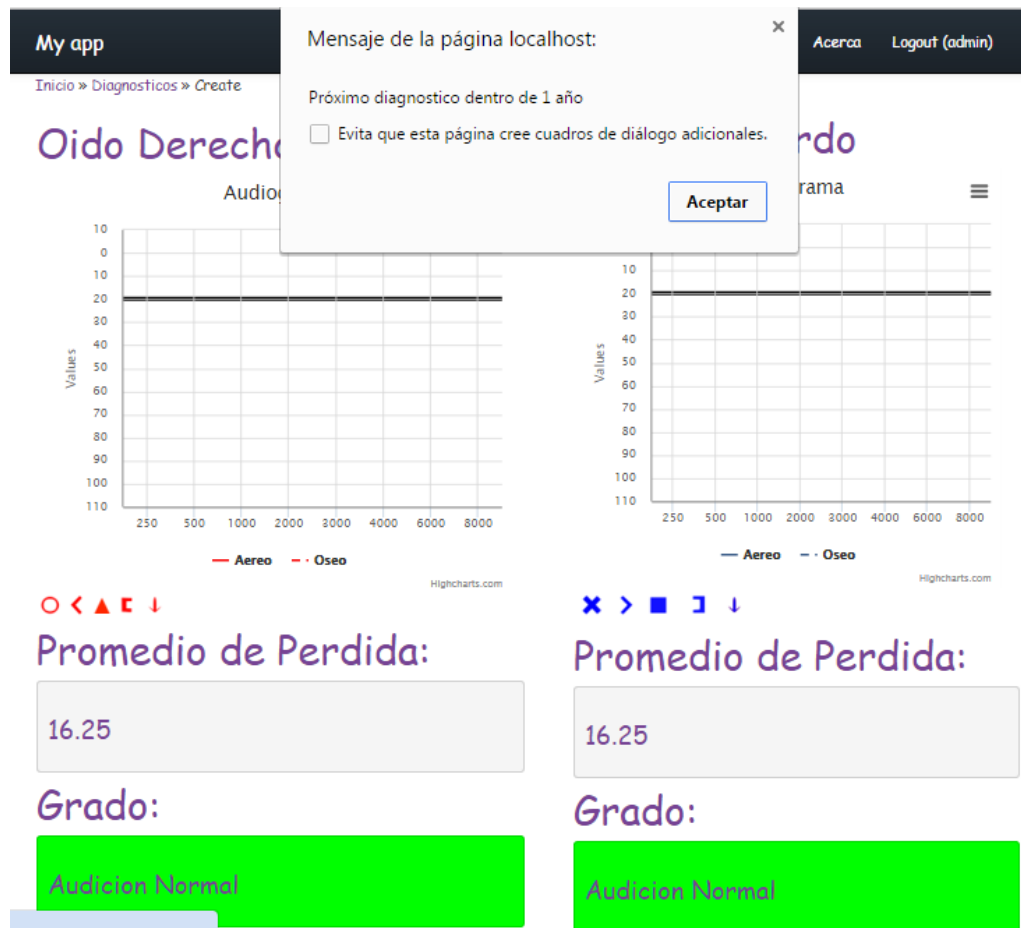 My app
Acerca
Logout (admin)
Mensaje de la página localhost:
×
Próximo diagnostico dentro de 1 año
Evita que esta página cree cuadros de diálogo adicionales.
Aceptar
Inicio » Diagnosticos » Create
Oido Derecho
Audiog
10
0
10
20
30
40
50
60
70
80
90
100
110
Values
250 500 1000 2000 3000 4000 6000 8000
Aereo Oseo
Highcharts.com
Promedio de Perdida:
16.25
Grado:
Audicion Normal
rdo
rama
10
20
30
40
50
60
70
80
90
100
110
Values
250 500 1000 2000 3000 4000 6000 8000
Aereo Oseo
Highcharts.com
Promedio de Perdida:
16.25
Grado:
Audicion Normal